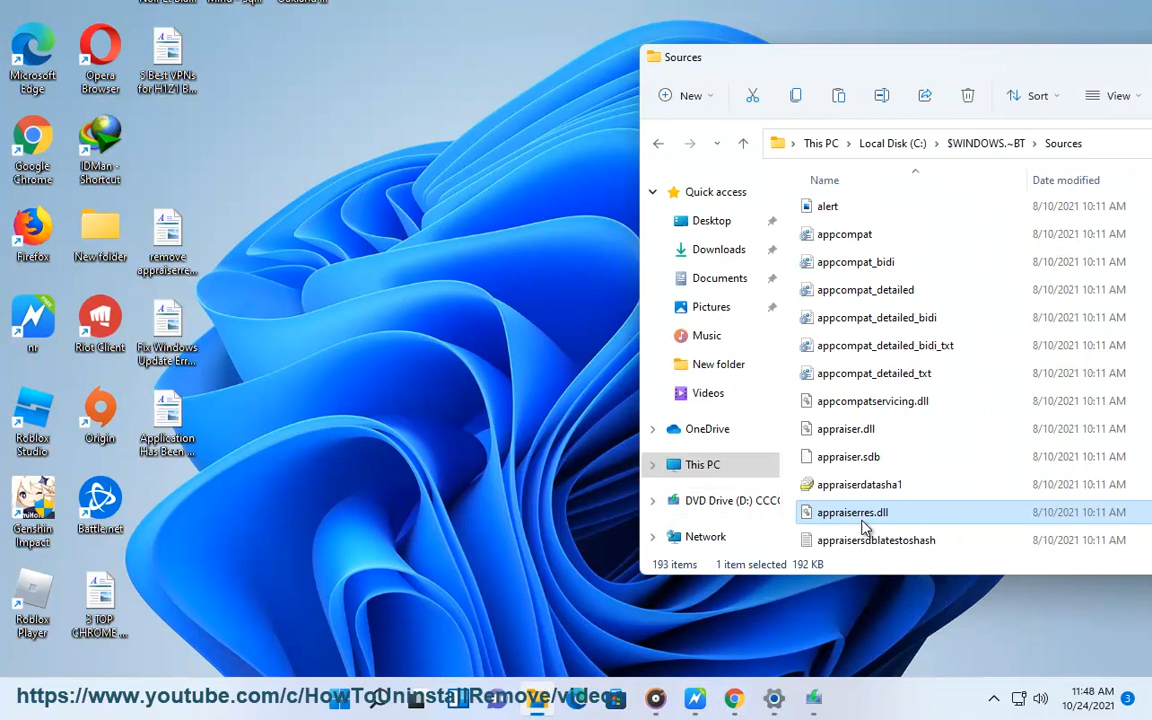 Microsoft Edge
Opera Browser
3 Best VPNs for H1Z1 B...
Google Chrome
IDMan - Shortcut
Firefox
New folder
remove appraiserre...
nr
Riot Client
Fix Windows Update Err...
Roblox Studio
Origin
Application Has Been ...
Genshin Impact
Battle.net
Roblox Player
3 TOP CHROME ...
Sources
New
Sort
View
This PC
Local Disk (C:)
$WINDOWS.~BT
Sources
Name
Date modified
Quick access
Desktop
Downloads
Documents
Pictures
Music
New folder
Videos
OneDrive
This PC
DVD Drive (D:) CCC
Network
alert 8/10/2021 10:11 AM
appcompat 8/10/2021 10:11 AM
appcompat_bidi 8/10/2021 10:11 AM
appcompat_detailed 8/10/2021 10:11 AM
appcompat_detailed_bidi 8/10/2021 10:11 AM
appcompat_detailed_bidi_txt 8/10/2021 10:11 AM
appcompat_detailed_txt 8/10/2021 10:11 AM
appcompatservicing.dll 8/10/2021 10:11 AM
appraiser.dll 8/10/2021 10:11 AM
appraiser.sdb 8/10/2021 10:11 AM
appraiserdatasha1 8/10/2021 10:11 AM
appraiserres.dll 8/10/2021 10:11 AM
appraisersdblatestoshash 8/10/2021 10:11 AM
193 items 1 item selected 192 KB
https://www.youtube.com/c/HowToUninstallRemove/videos
11:48 AM
10/24/2021
3